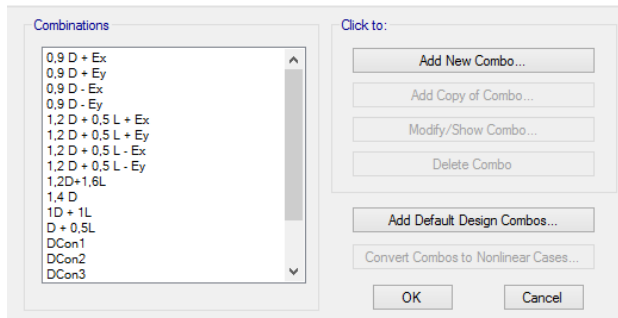 Combinations
0,9 D + Ex
0,9 D + Ey
0,9 D - Ex
0,9 D - Ey
1,2 D + 0,5 L + Ex
1,2 D + 0,5 L + Ey
1,2 D + 0,5 L - Ex
1,2 D + 0,5 L - Ey
1,2D+1,6L
1,4 D
1D + 1L
D + 0,5L
DCon1
DCon2
DCon3
Click to:
Add New Combo...
Add Copy of Combo...
Modify/Show Combo...
Delete Combo
Add Default Design Combos...
Convert Combos to Nonlinear Cases...
OK
Cancel